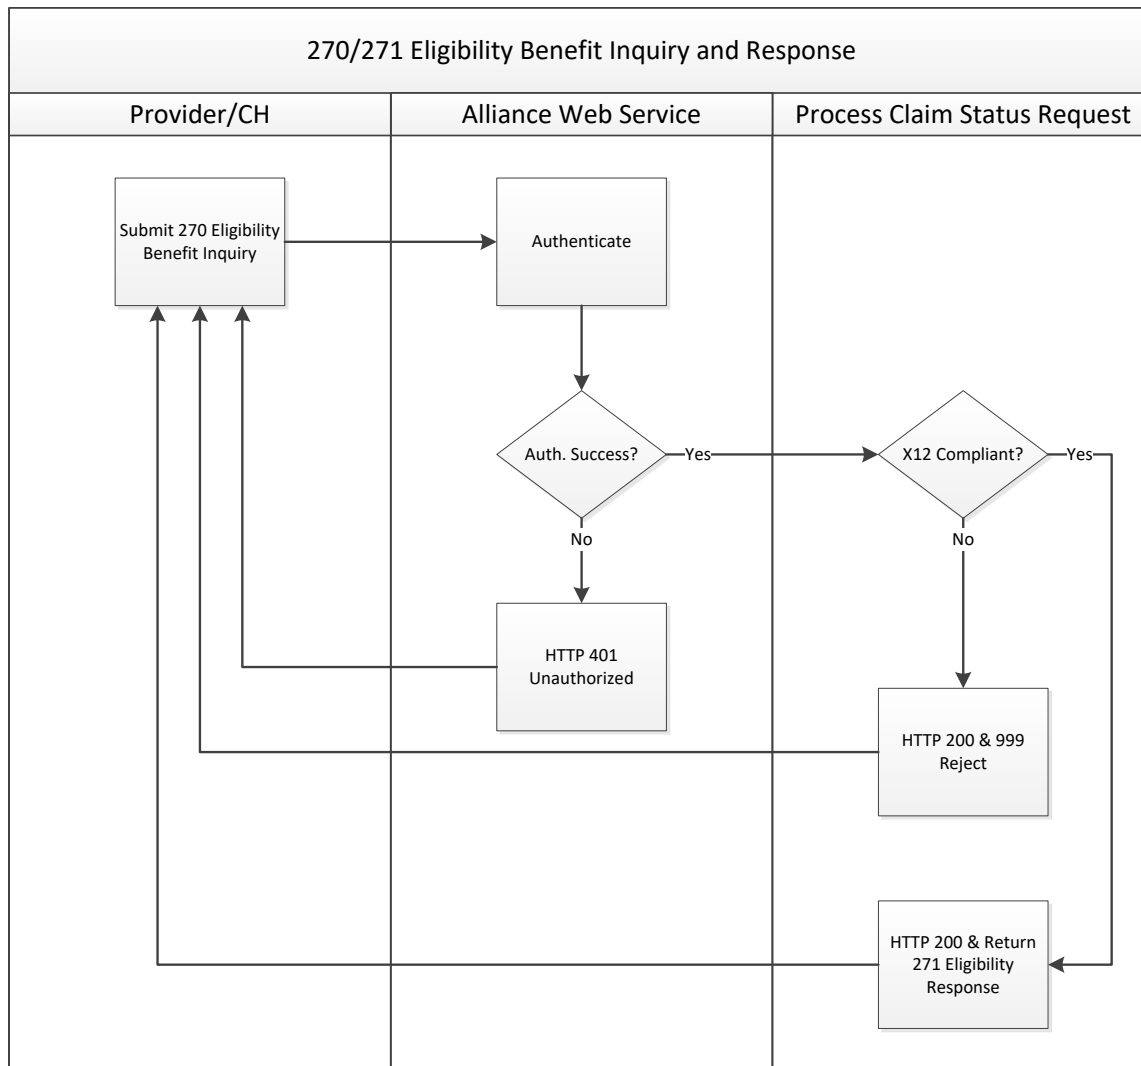 270/271 Eligibility Benefit Inquiry and Response
Provider/CH
Alliance Web Service
Process Claim Status Request
Submit 270 Eligibility
Benefit Inquiry
Authenticate
Auth. Success?
Yes
X12 Compliant?
Yes
No
No
HTTP 401
Unauthorized
HTTP 200 & 999
Reject
HTTP 200 & Return
271 Eligibility
Response